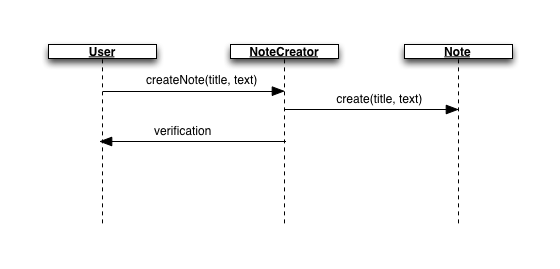 User
NoteCreator
Note
createNote(title, text)
create(title, text)
verification